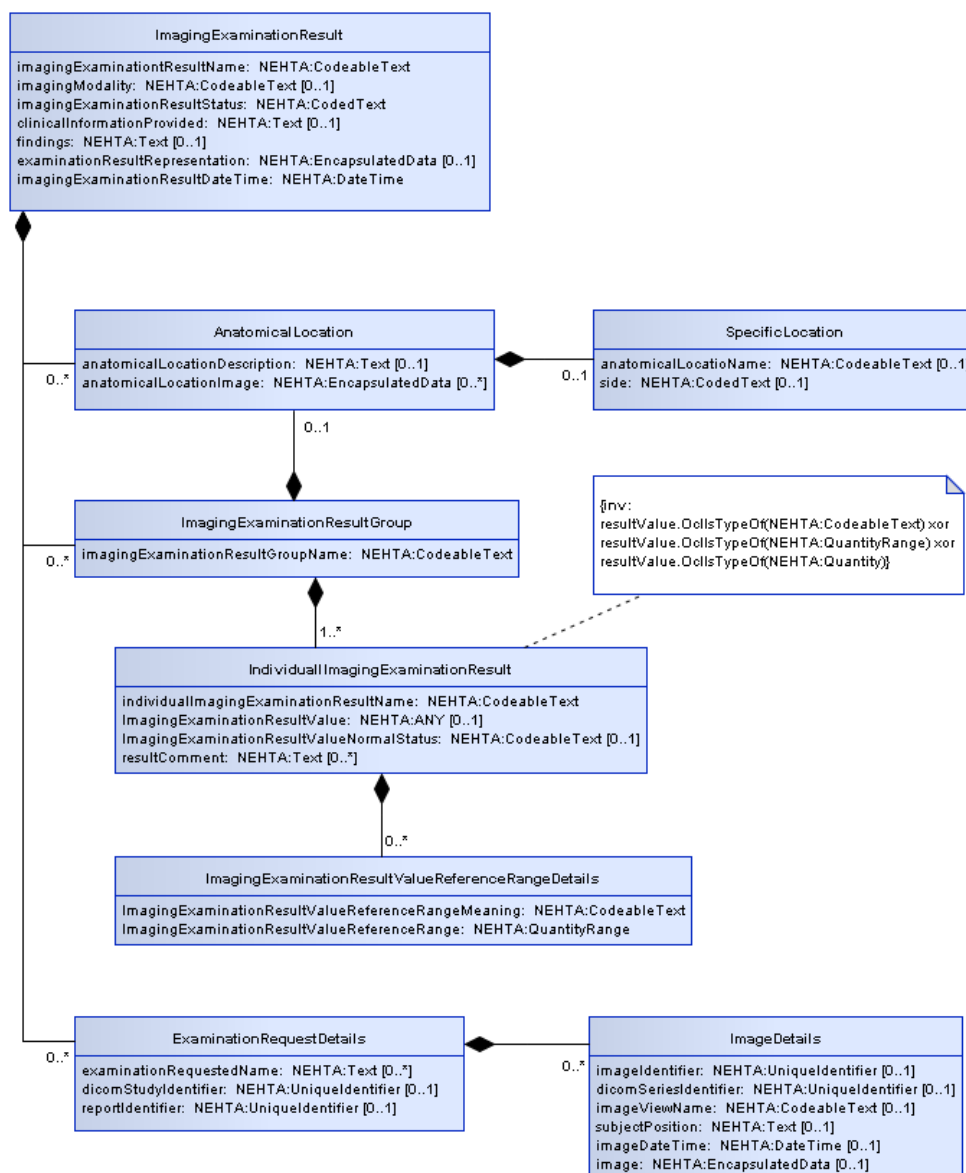 ImagingExaminationResult
imagingExaminationtResultName: NEHTA:CodeableText
imagingModality: NEHTA:CodeableText [0..1]
imagingExaminationResultStatus: NEHTA:CodedText
clinicalInformationProvided: NEHTA:Text [0..1]
findings: NEHTA:Text [0..1]
examinationResultRepresentation: NEHTA:EncapsulatedData [0..1]
imagingExaminationResultDateTime: NEHTA:DateTime
AnatomicalLocation
anatomicalLocationDescription: NEHTA:Text [0..1]
anatomicalLocationImage: NEHTA:EncapsulatedData [0..*]
0..*
SpecificLocation
anatomicalLocatioName: NEHTA:CodeableText [0..1
side: NEHTA:CodedText [0..1]
0..1
0..1
ImagingExaminationResultGroup
imagingExaminationResultGroupName: NEHTA:CodeableText
0..*
{inv:
resultValue.OclIsTypeOf(NEHTA:CodeableText) xor
resultValue.OclIsTypeOf(NEHTA:QuantityRange) xor
resultValue.OclIsTypeOf(NEHTA:Quantity)}
1..*
IndividualImagingExaminationResult
individualImagingExaminationResultName: NEHTA:CodeableText
ImagingExaminationResultValue: NEHTA:ANY [0..1]
ImagingExaminationResultValueNormalStatus: NEHTA:CodeableText [0..1]
resultComment: NEHTA:Text [0..*]
0..*
ImagingExaminationResultValueReferenceRangeDetails
ImagingExaminationResultValueReferenceRangeMeaning: NEHTA:CodeableText
ImagingExaminationResultValueReferenceRange: NEHTA:QuantityRange
ExaminationRequestDetails
examinationRequestedName: NEHTA:Text [0..*]
dicomStudyIdentifier: NEHTA:UniqueIdentifier [0..1]
reportIdentifier: NEHTA:UniqueIdentifier [0..1]
0..*
ImageDetails
imageIdentifier: NEHTA:UniqueIdentifier [0..1]
dicomSeriesIdentifier: NEHTA:UniqueIdentifier [0..1]
imageViewName: NEHTA:CodeableText [0..1]
subjectPosition: NEHTA:Text [0..1]
imageDateTime: NEHTA:DateTime [0..1]
image: NEHTA:EncapsulatedData [0..1]
0..*